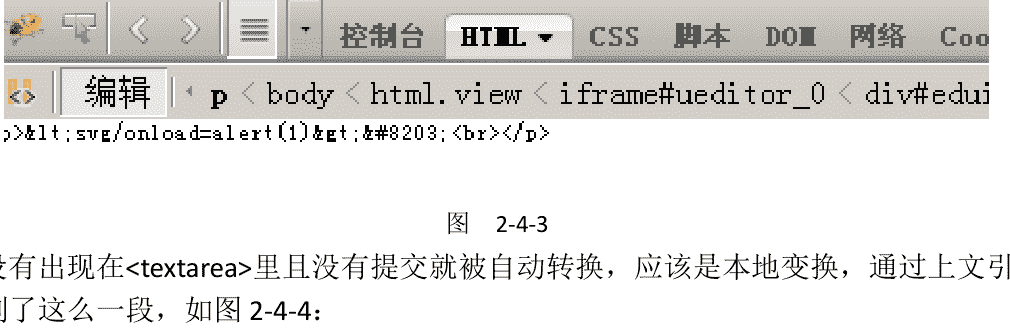 控制台 HTML CSS 脚本 DOM 网络 Coo
编辑 p < body < html.view < iframe#ueditor_0 < div#edui
p>&lt;svg/onload=alert(1)&gt;&#8203;<br></p>
图 2-4-3
没有出现在<textarea>里且没有提交就被自动转换，应该是本地变换，通过上文引
到了这么一段，如图 2-4-4：